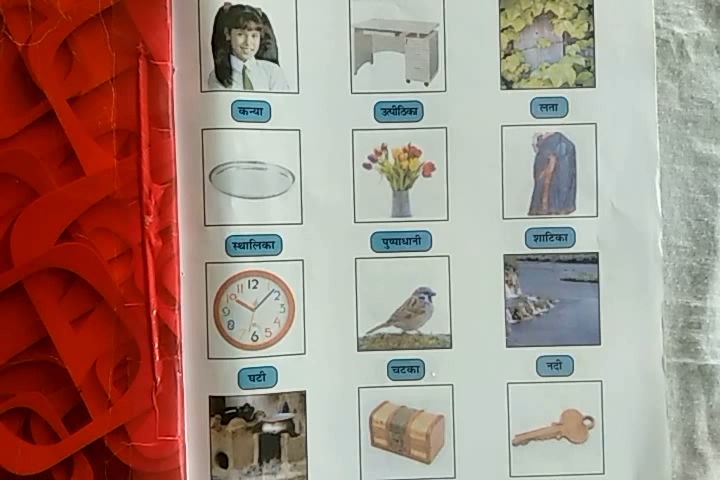 कन्या उत्पीठिका लता
स्थालिका पुष्पाधानी शाटिका
घटी चटका नदी